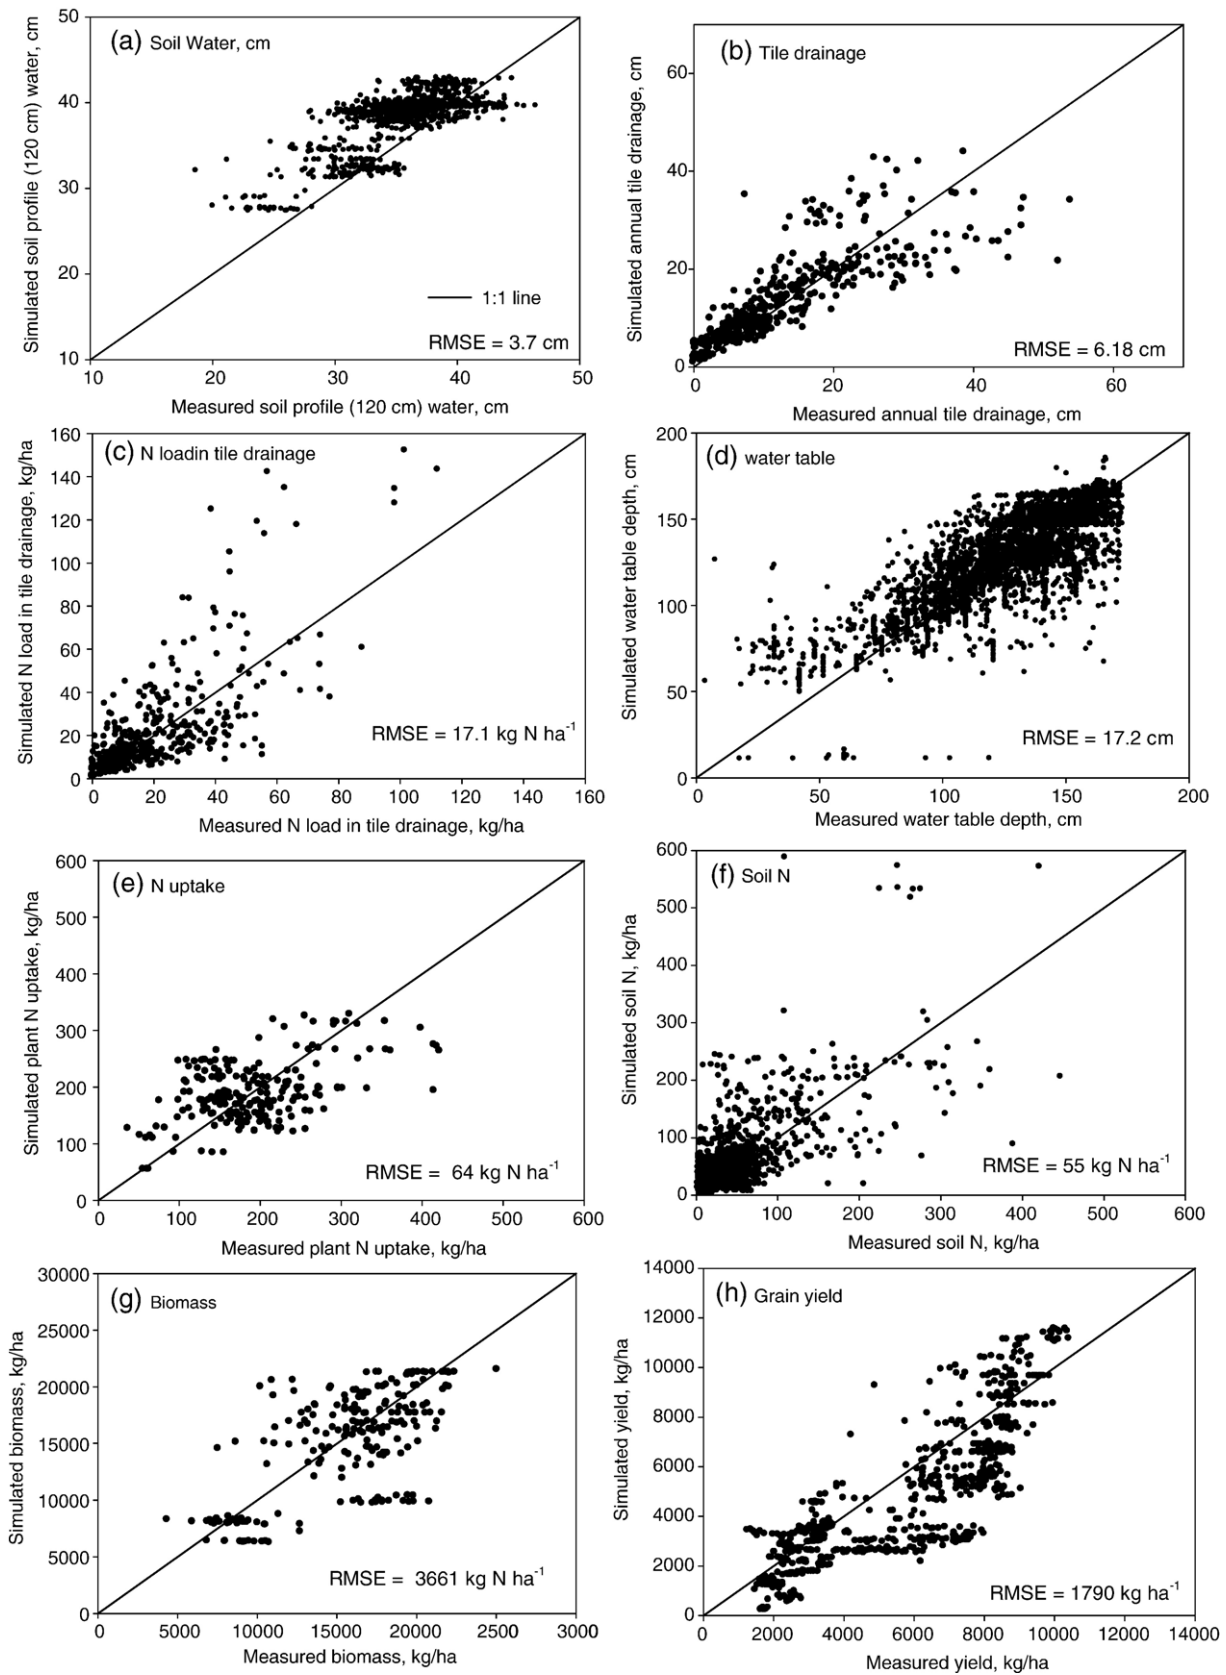 (a) Soil Water, cm
Simulated soil profile (120 cm) water, cm
50
40
30
20
10
1:1 line
RMSE = 3.7 cm
10 20 30 40 50
Measured soil profile (120 cm) water, cm
(b) Tile drainage
Simulated annual tile drainage, cm
60
40
20
0
RMSE = 6.18 cm
0 20 40 60
Measured annual tile drainage, cm
(c) N loadin tile drainage
Simulated N load in tile drainage, kg/ha
160
140
120
100
80
60
40
20
0
RMSE = 17.1 kg N ha-1
0 20 40 60 80 100 120 140 160
Measured N load in tile drainage, kg/ha
(d) water table
Simulated water table depth, cm
200
150
100
50
0
RMSE = 17.2 cm
0 50 100 150 200
Measured water table depth, cm
(e) N uptake
Simulated plant N uptake, kg/ha
600
500
400
300
200
100
0
RMSE = 64 kg N ha-1
0 100 200 300 400 500 600
Measured plant N uptake, kg/ha
(f) Soil N
Simulated soil N, kg/ha
600
500
400
300
200
100
0
RMSE = 55 kg N ha-1
0 100 200 300 400 500 600
Measured soil N, kg/ha
(g) Biomass
Simulated biomass, kg/ha
30000
25000
20000
15000
10000
5000
0
RMSE = 3661 kg N ha-1
0 5000 10000 15000 20000 2500 3000
Measured biomass, kg/ha
(h) Grain yield
Simulated yield, kg/ha
14000
12000
10000
8000
6000
4000
2000
0
RMSE = 1790 kg ha-1
0 2000 4000 6000 8000 10000 12000 14000
Measured yield, kg/ha